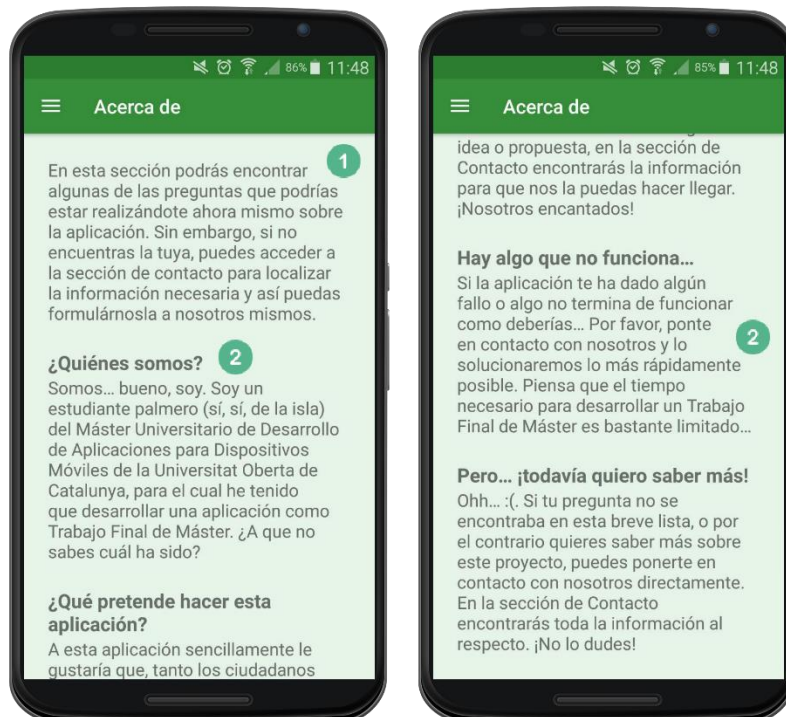 86% 11:48
Acerca de
1
En esta sección podrás encontrar
algunas de las preguntas que podrías
estar realizándote ahora mismo sobre
la aplicación. Sin embargo, si no
encuentras la tuya, puedes acceder a
la sección de contacto para localizar
la información necesaria y así puedas
formulárnosla a nosotros mismos.
¿Quiénes somos? 2
Somos... bueno, soy. Soy un
estudiante palmero (sí, sí, de la isla)
del Máster Universitario de Desarrollo
de Aplicaciones para Dispositivos
Móviles de la Universitat Oberta de
Catalunya, para el cual he tenido
que desarrollar una aplicación como
Trabajo Final de Máster. ¿A que no
sabes cuál ha sido?
¿Qué pretende hacer esta
aplicación?
A esta aplicación sencillamente le
gustaría que, tanto los ciudadanos
85% 11:48
Acerca de
idea o propuesta, en la sección de
Contacto encontrarás la información
para que nos la puedas hacer llegar.
¡Nosotros encantados!
Hay algo que no funciona...
Si la aplicación te ha dado algún
fallo o algo no termina de funcionar
como deberías... Por favor, ponte
en contacto con nosotros y lo
2
solucionaremos lo más rápidamente
posible. Piensa que el tiempo
necesario para desarrollar un Trabajo
Final de Máster es bastante limitado...
Pero... ¡todavía quiero saber más!
Ohh... :(. Si tu pregunta no se
encontraba en esta breve lista, o por
el contrario quieres saber más sobre
este proyecto, puedes ponerte en
contacto con nosotros directamente.
En la sección de Contacto
encontrarás toda la información al
respecto. ¡No lo dudes!